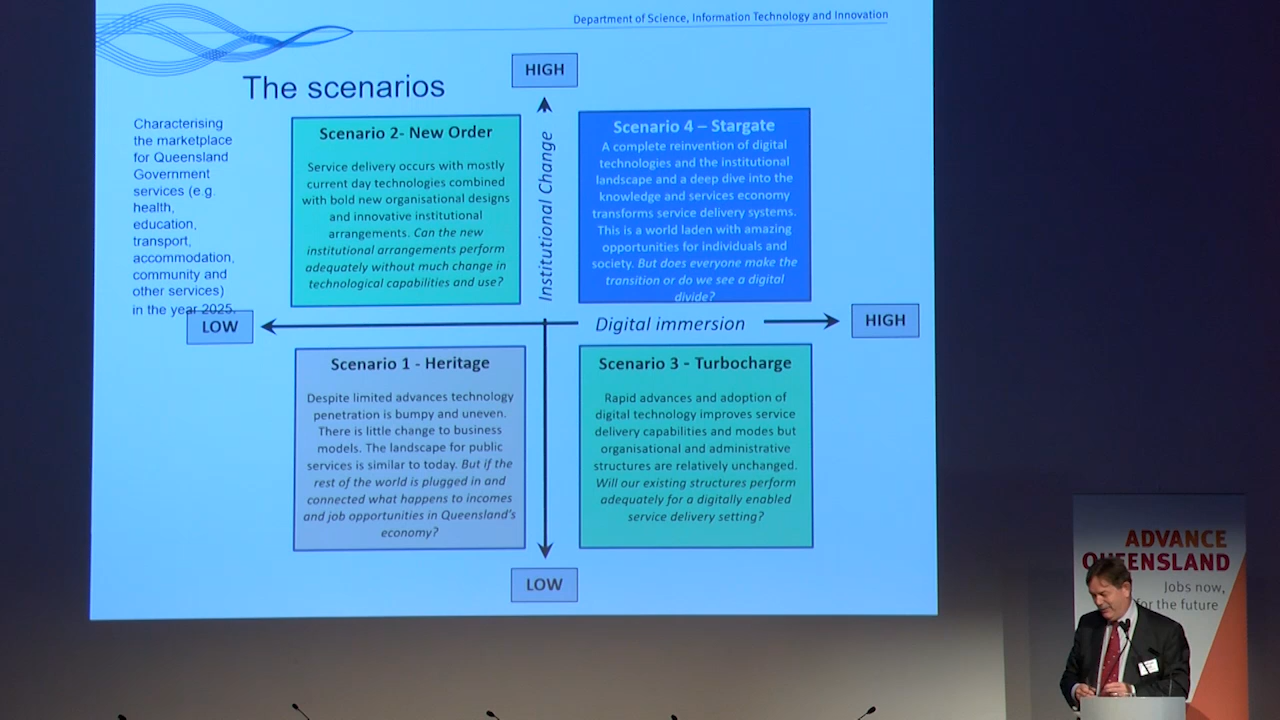 Department of Science, Information Technology and Innovation
The scenarios
Characterising
the marketplace
for Queensland
Government
services (e.g.
health,
education,
transport,
accommodation,
community and
other services)
in the year 2025.
HIGH
Institutional Change
Scenario 2- New Order
Service delivery occurs with mostly
current day technologies combined
with bold new organisational designs
and innovative institutional
arrangements. Can the new
institutional arrangements perform
adequately without much change in
technological capabilities and use?
Scenario 4 – Stargate
A complete reinvention of digital
technologies and the institutional
landscape and a deep dive into the
knowledge and services economy
transforms service delivery systems.
This is a world laden with amazing
opportunities for individuals and
society. But does everyone make the
transition or do we see a digital
divide?
LOW
Digital immersion
HIGH
Scenario 1 - Heritage
Despite limited advances technology
penetration is bumpy and uneven.
There is little change to business
models. The landscape for public
services is similar to today. But if the
rest of the world is plugged in and
connected what happens to incomes
and job opportunities in Queensland's
economy?
Scenario 3 - Turbocharge
Rapid advances and adoption of
digital technology improves service
delivery capabilities and modes but
organisational and administrative
structures are relatively unchanged.
Will our existing structures perform
adequately for a digitally enabled
service delivery setting?
LOW
ADVANCE
QUEENSLAND
Jobs now,
for the future